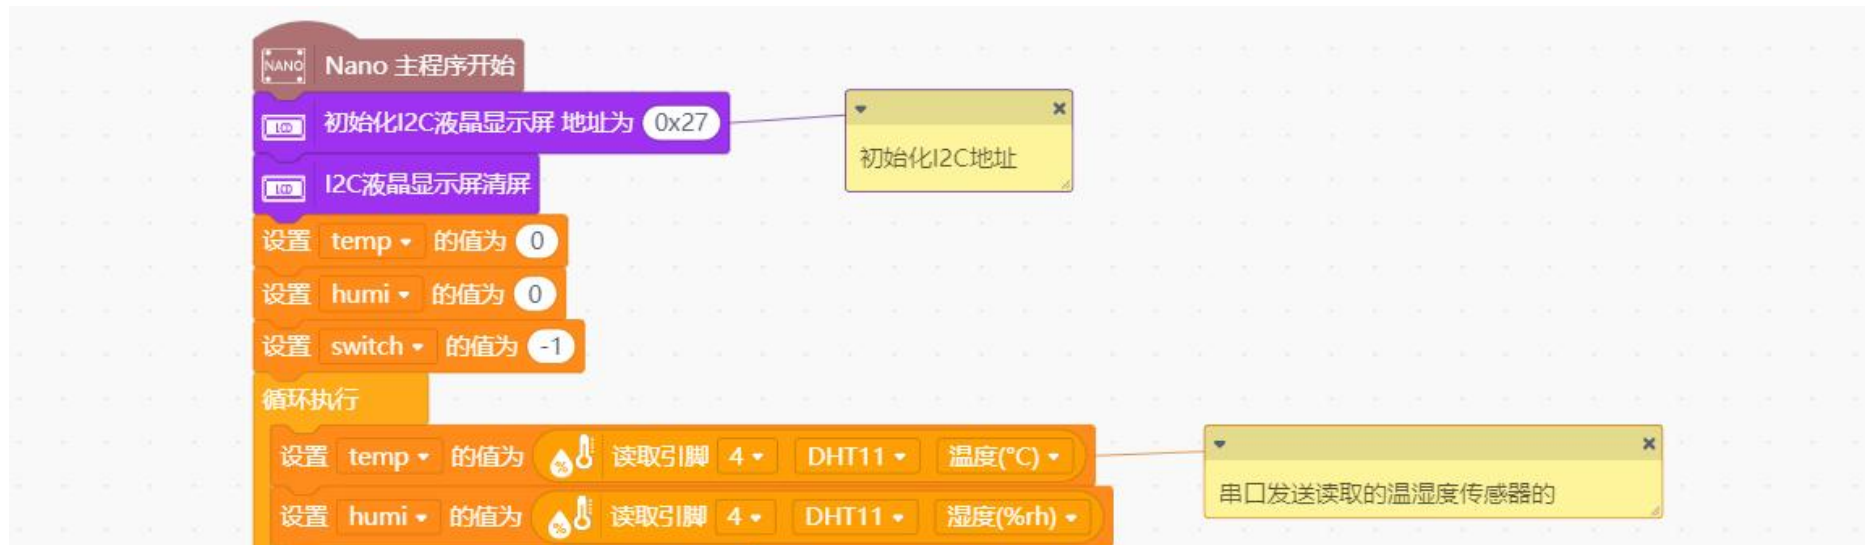 NANO Nano 主程序开始
LCD 初始化I2C液晶显示屏 地址为 0x27
初始化I2C地址
LCD I2C液晶显示屏清屏
设置 temp 的值为 0
设置 humi 的值为 0
设置 switch 的值为 -1
循环执行
设置 temp 的值为 % 读取引脚 4 DHT11 温度(°C)
串口发送读取的温湿度传感器的
设置 humi 的值为 % 读取引脚 4 DHT11 湿度(%rh)